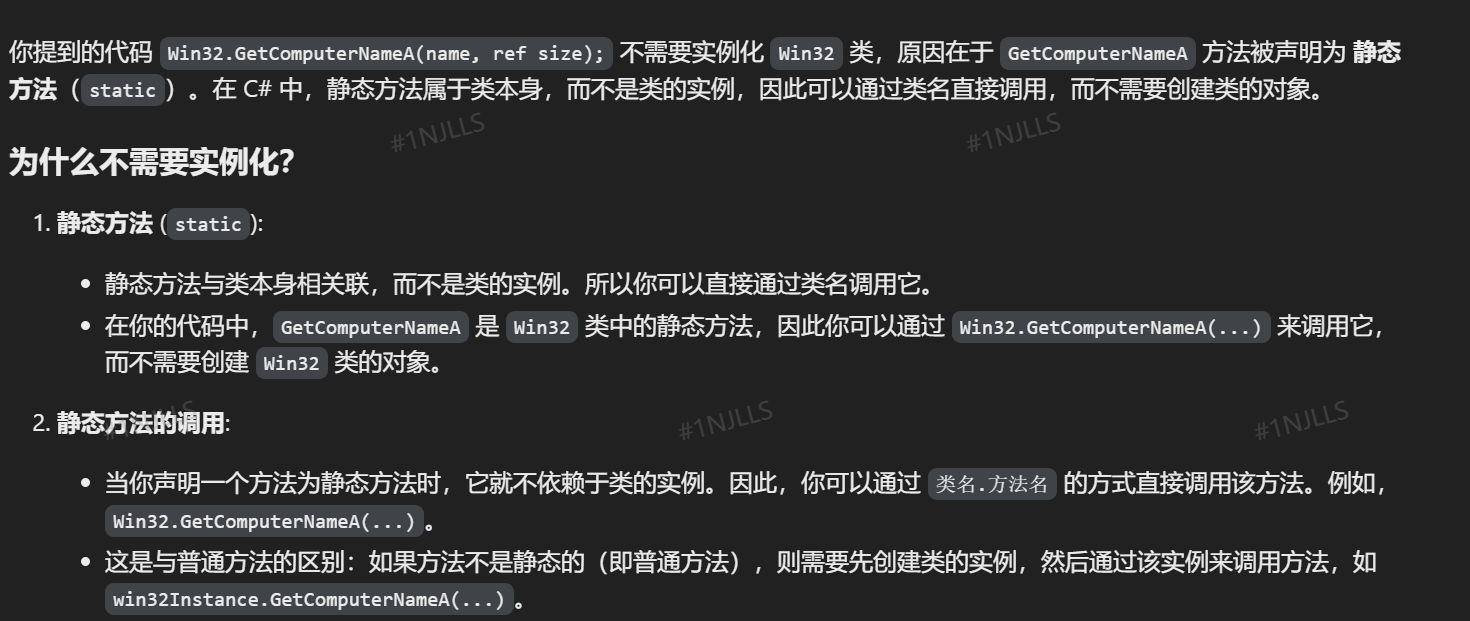 你提到的代码 Win32.GetComputerNameA(name, ref size); 不需要实例化 Win32 类，原因在于 GetComputerNameA 方法被声明为 静态
方法（static）。在 C# 中，静态方法属于类本身，而不是类的实例，因此可以通过类名直接调用，而不需要创建类的对象。
#1NJLLS #1NJLLS
为什么不需要实例化？
1. 静态方法 (static):
• 静态方法与类本身相关联，而不是类的实例。所以你可以直接通过类名调用它。
• 在你的代码中，GetComputerNameA 是 Win32 类中的静态方法，因此你可以通过 Win32.GetComputerNameA(...) 来调用它，
而不需要创建 Win32 类的对象。
#1NJLLS #1NJLLS #1NJLLS
2. 静态方法的调用:
• 当你声明一个方法为静态方法时，它就不依赖于类的实例。因此，你可以通过 类名.方法名 的方式直接调用该方法。例如，
Win32.GetComputerNameA(...)。
• 这是与普通方法的区别：如果方法不是静态的（即普通方法），则需要先创建类的实例，然后通过该实例来调用方法，如
win32Instance.GetComputerNameA(...)。